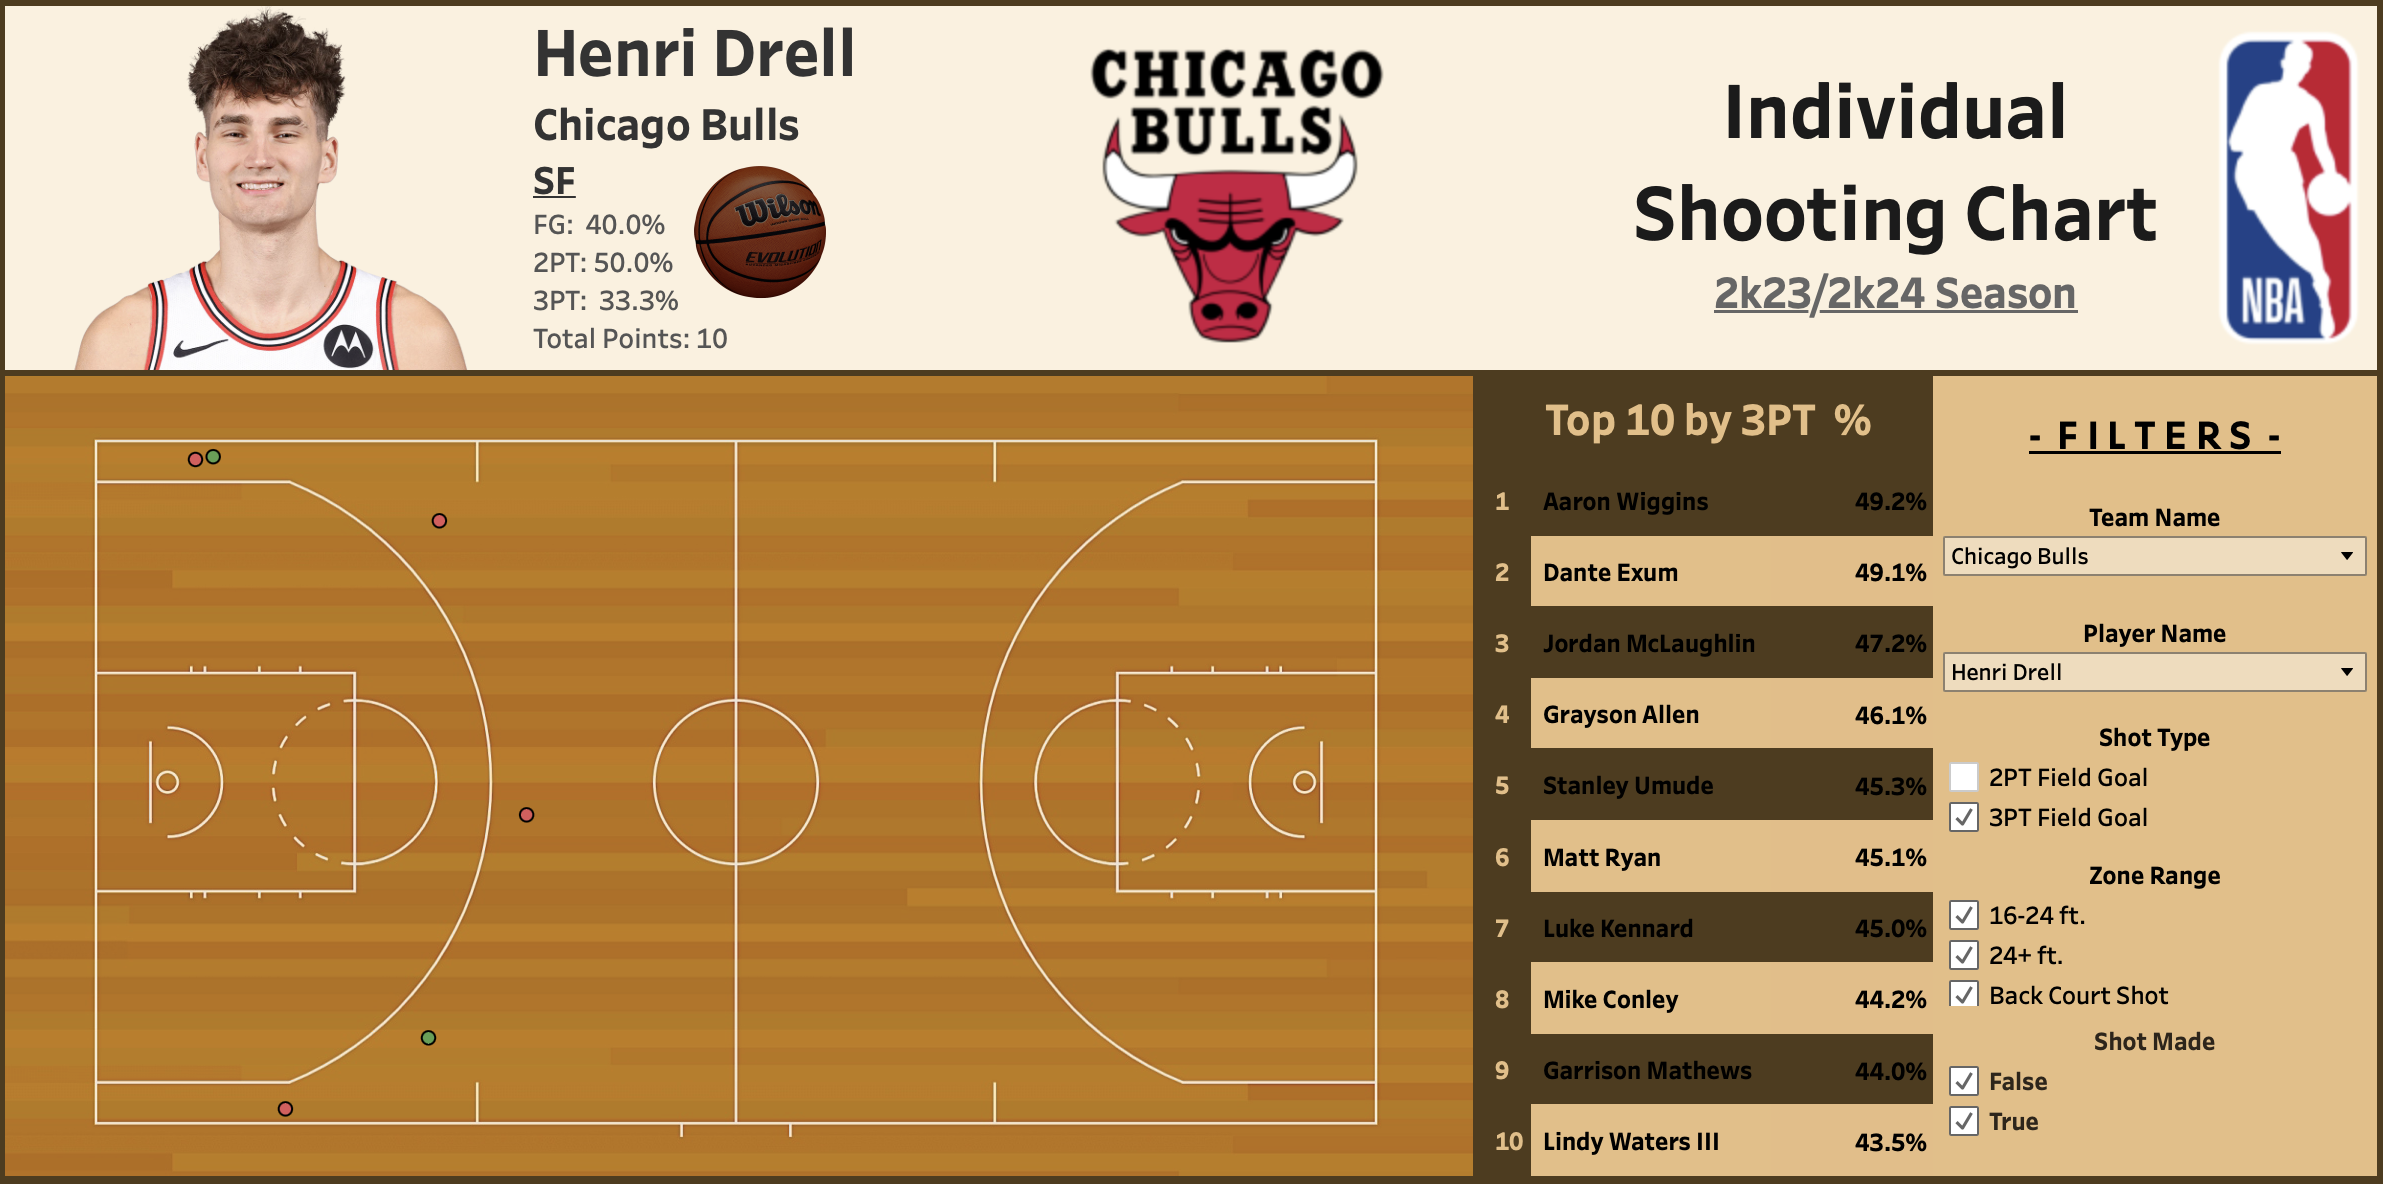 Henri Drell
Chicago Bulls
SF
FG: 40.0%
2PT: 50.0%
3PT: 33.3%
Total Points: 10
Wilson
EVOLUTION
CHICAGO
BULLS
Individual
Shooting Chart
2k23/2k24 Season
NBA
Top 10 by 3PT %
1 Aaron Wiggins 49.2%
2 Dante Exum 49.1%
3 Jordan McLaughlin 47.2%
4 Grayson Allen 46.1%
5 Stanley Umude 45.3%
6 Matt Ryan 45.1%
7 Luke Kennard 45.0%
8 Mike Conley 44.2%
9 Garrison Mathews 44.0%
10 Lindy Waters III 43.5%
- F I L T E R S -
Team Name
Chicago Bulls
Player Name
Henri Drell
Shot Type
2PT Field Goal
3PT Field Goal
Zone Range
16-24 ft.
24+ ft.
Back Court Shot
Shot Made
False
True